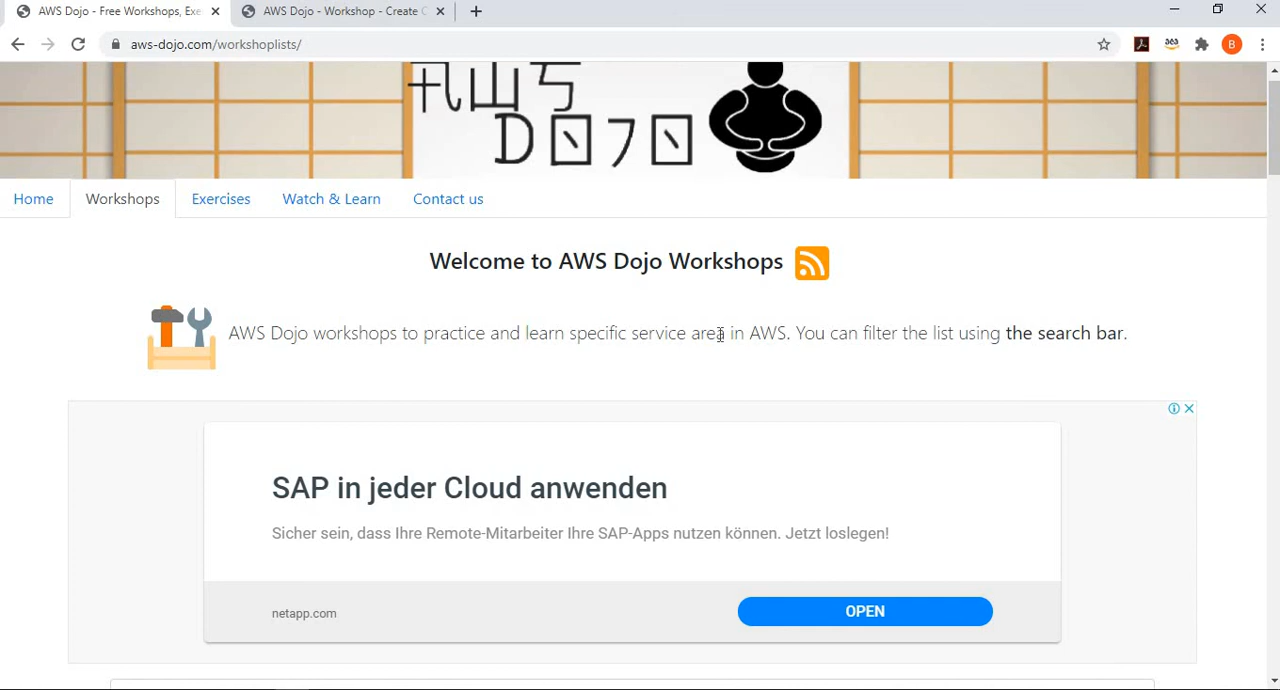 AWS Dojo - Free Workshops, Exe
AWS Dojo - Workshop - Create C
aws-dojo.com/workshoplists/
B
DOJO
Home Workshops Exercises Watch & Learn Contact us
Welcome to AWS Dojo Workshops
AWS Dojo workshops to practice and learn specific service area in AWS. You can filter the list using the search bar.
SAP in jeder Cloud anwenden
Sicher sein, dass Ihre Remote-Mitarbeiter Ihre SAP-Apps nutzen können. Jetzt loslegen!
netapp.com
OPEN